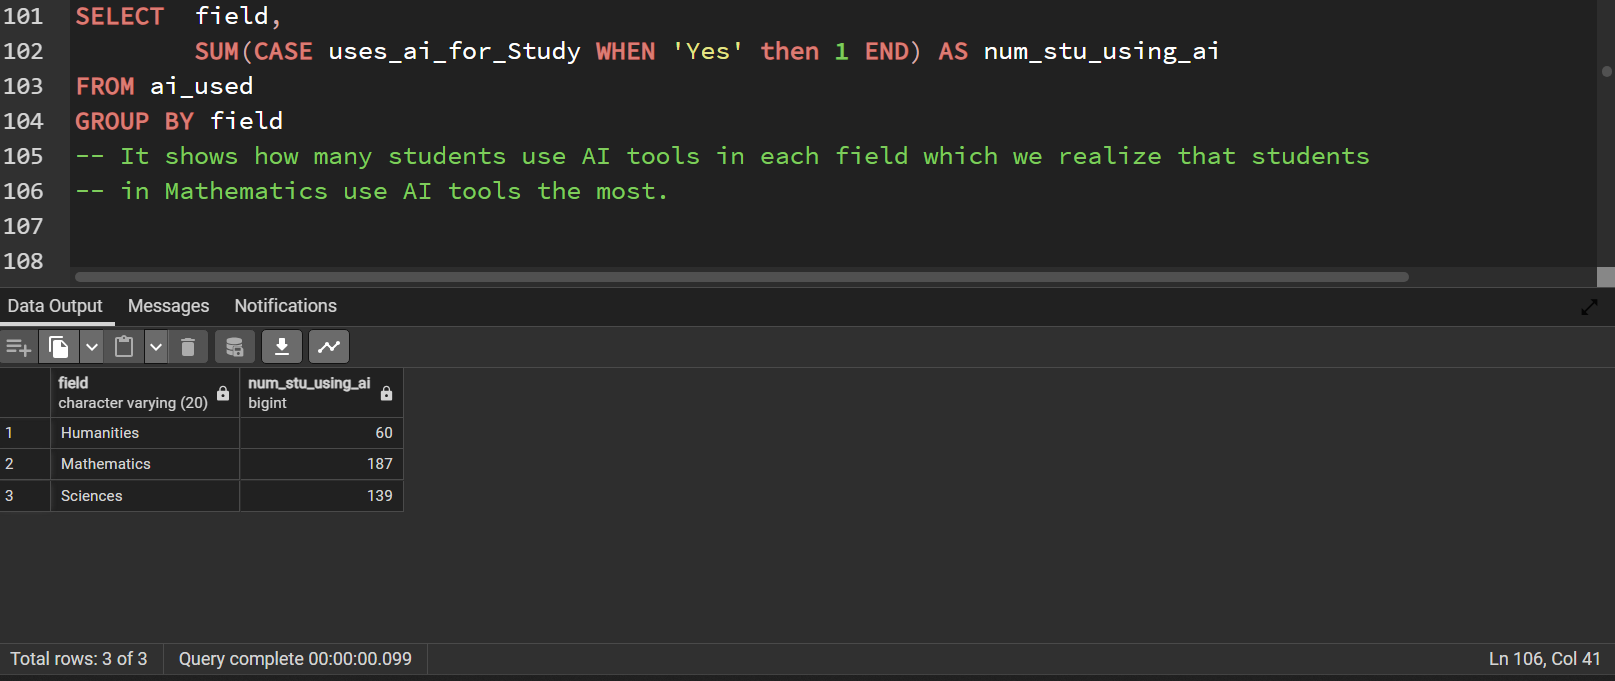 101 SELECT  field,
102         SUM(CASE uses_ai_for_Study WHEN 'Yes' then 1 END) AS num_stu_using_ai
103 FROM ai_used
104 GROUP BY field
105 -- It shows how many students use AI tools in each field which we realize that students
106 -- in Mathematics use AI tools the most.
107
108
Data Output Messages Notifications
field num_stu_using_ai
character varying (20) bigint
1 Humanities 60
2 Mathematics 187
3 Sciences 139
Total rows: 3 of 3 Query complete 00:00:00.099 Ln 106, Col 41